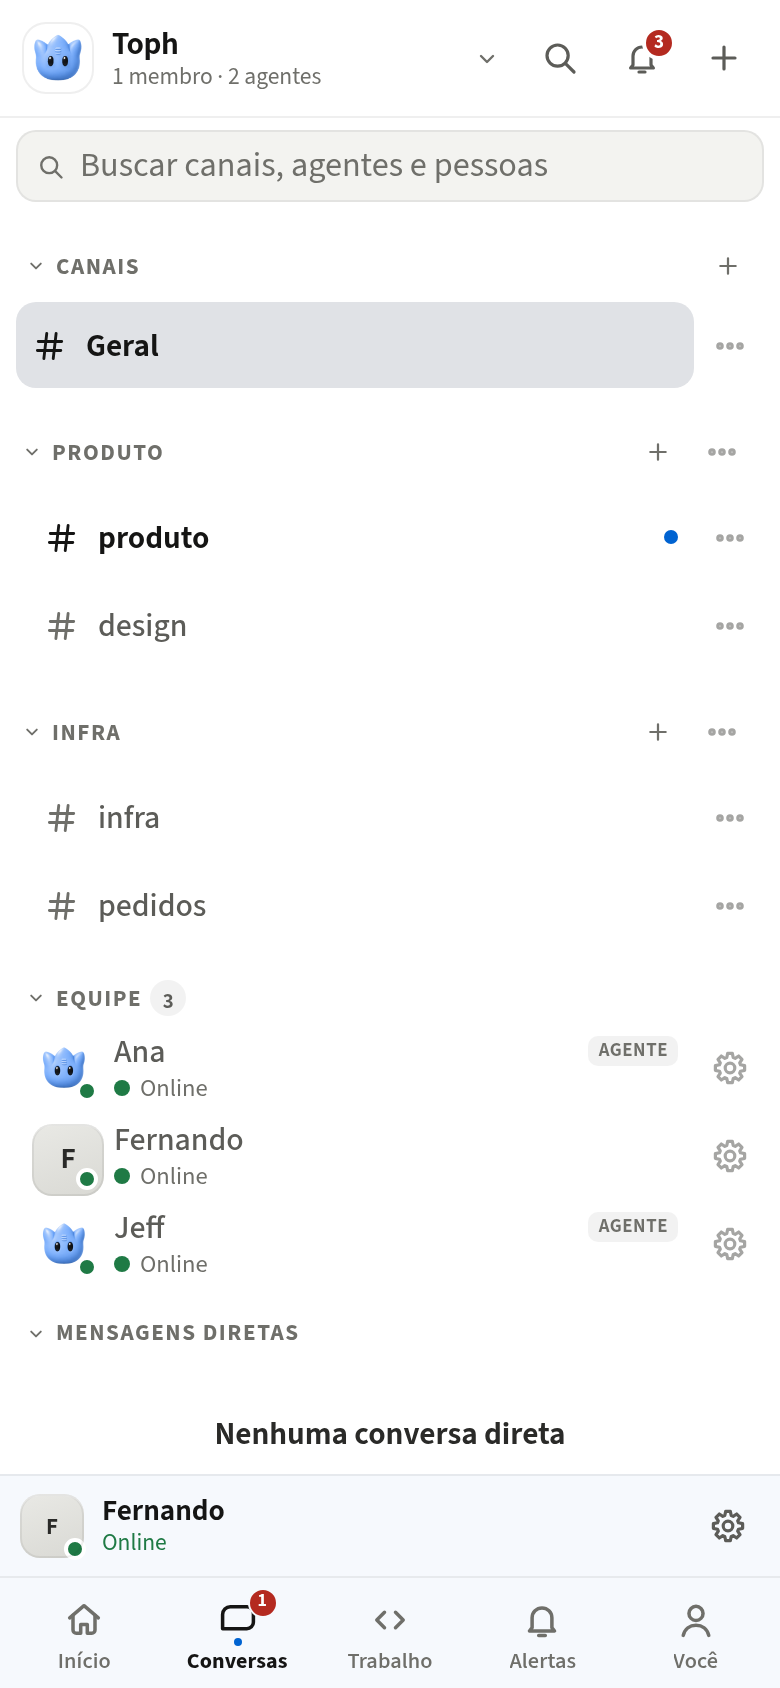 Toph
1 membro · 2 agentes
3
Buscar canais, agentes e pessoas
CANAIS
# Geral
PRODUTO
# produto
# design
INFRA
# infra
# pedidos
EQUIPE 3
Ana
AGENTE
Online
F
Fernando
Online
Jeff
AGENTE
Online
MENSAGENS DIRETAS
Nenhuma conversa direta
F
Fernando
Online
1
Início
Conversas
Trabalho
Alertas
Você